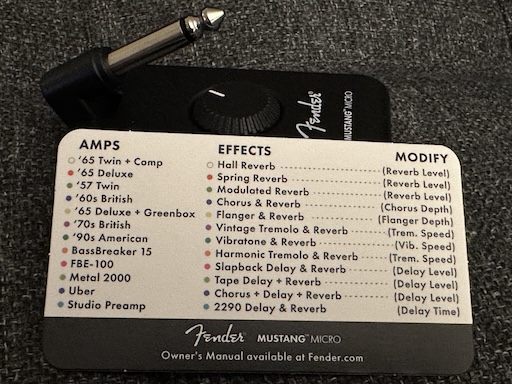 Fender
MUSTANG MICRO
AMPS
'65 Twin + Comp
'65 Deluxe
'57 Twin
'60s British
'65 Deluxe + Greenbox
'70s British
'90s American
BassBreaker 15
FBE-100
Metal 2000
Uber
Studio Preamp
EFFECTS MODIFY
Hall Reverb (Reverb Level)
Spring Reverb (Reverb Level)
Modulated Reverb (Reverb Level)
Chorus & Reverb (Chorus Depth)
Flanger & Reverb (Flanger Depth)
Vintage Tremolo & Reverb (Trem. Speed)
Vibratone & Reverb (Vib. Speed)
Harmonic Tremolo & Reverb (Trem. Speed)
Slapback Delay & Reverb (Delay Level)
Tape Delay + Reverb (Delay Level)
Chorus + Delay + Reverb (Delay Level)
2290 Delay & Reverb (Delay Time)
Fender MUSTANG™ MICRO
Owner's Manual available at Fender.com